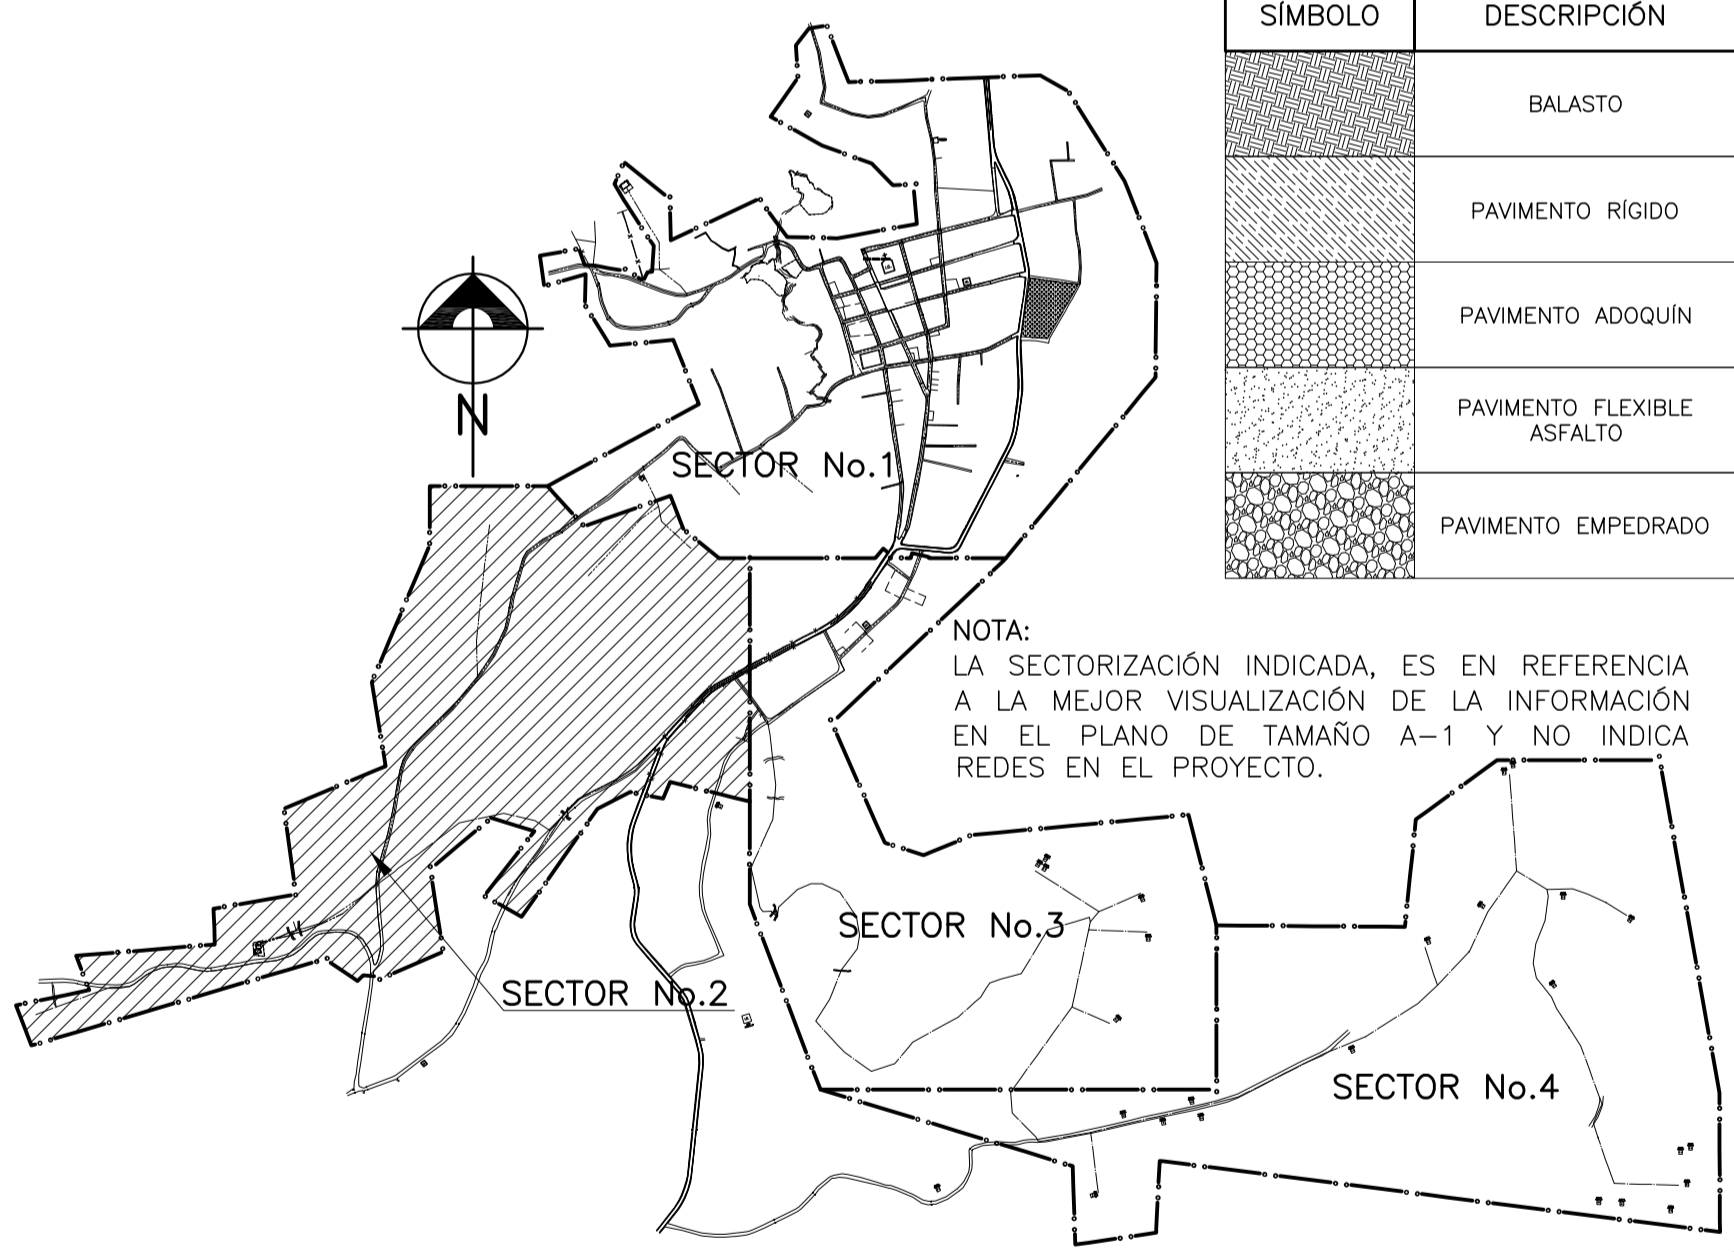 SÍMBOLO DESCRIPCIÓN
BALASTO
PAVIMENTO RÍGIDO
PAVIMENTO ADOQUÍN
PAVIMENTO FLEXIBLE
ASFALTO
PAVIMENTO EMPEDRADO
N
SECTOR No.1
NOTA:
LA SECTORIZACIÓN INDICADA, ES EN REFERENCIA
A LA MEJOR VISUALIZACIÓN DE LA INFORMACIÓN
EN EL PLANO DE TAMAÑO A-1 Y NO INDICA
REDES EN EL PROYECTO.
SECTOR No.3
SECTOR No.2
SECTOR No.4